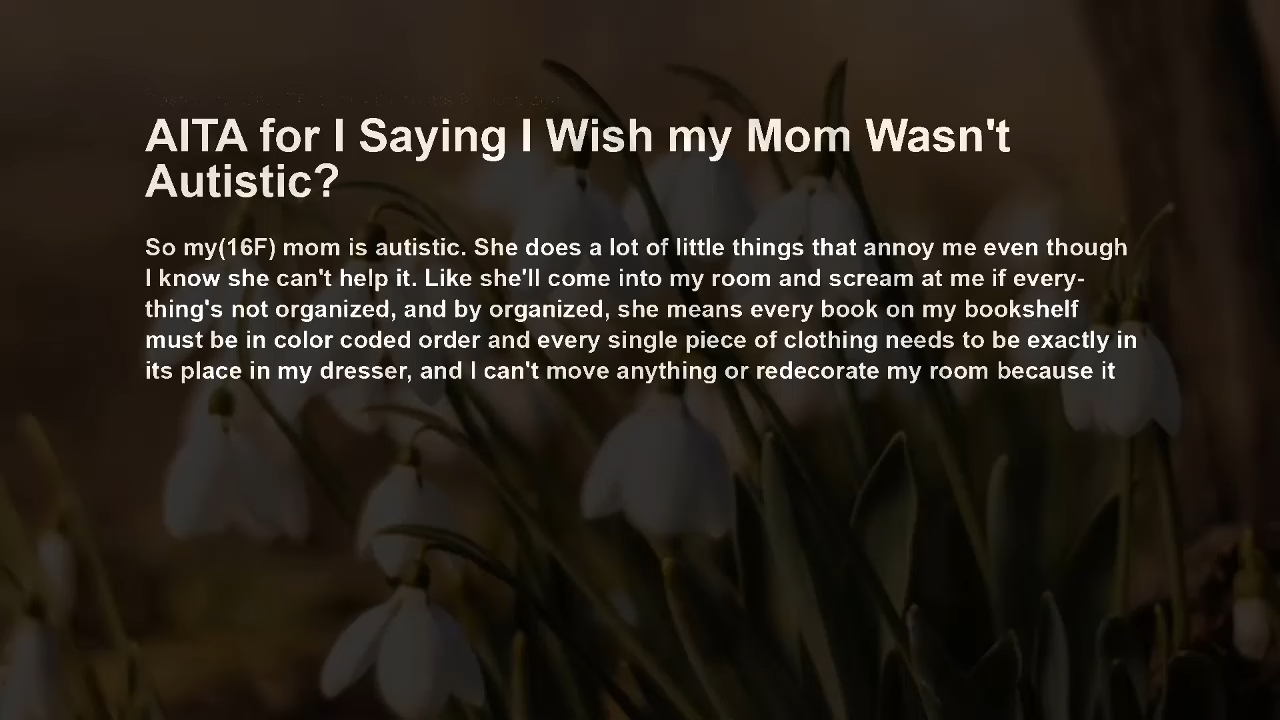 AITA for I Saying I Wish my Mom Wasn't
Autistic?
So my(16F) mom is autistic. She does a lot of little things that annoy me even though
I know she can't help it. Like she'll come into my room and scream at me if every-
thing's not organized, and by organized, she means every book on my bookshelf
must be in color coded order and every single piece of clothing needs to be exactly in
its place in my dresser, and I can't move anything or redecorate my room because it